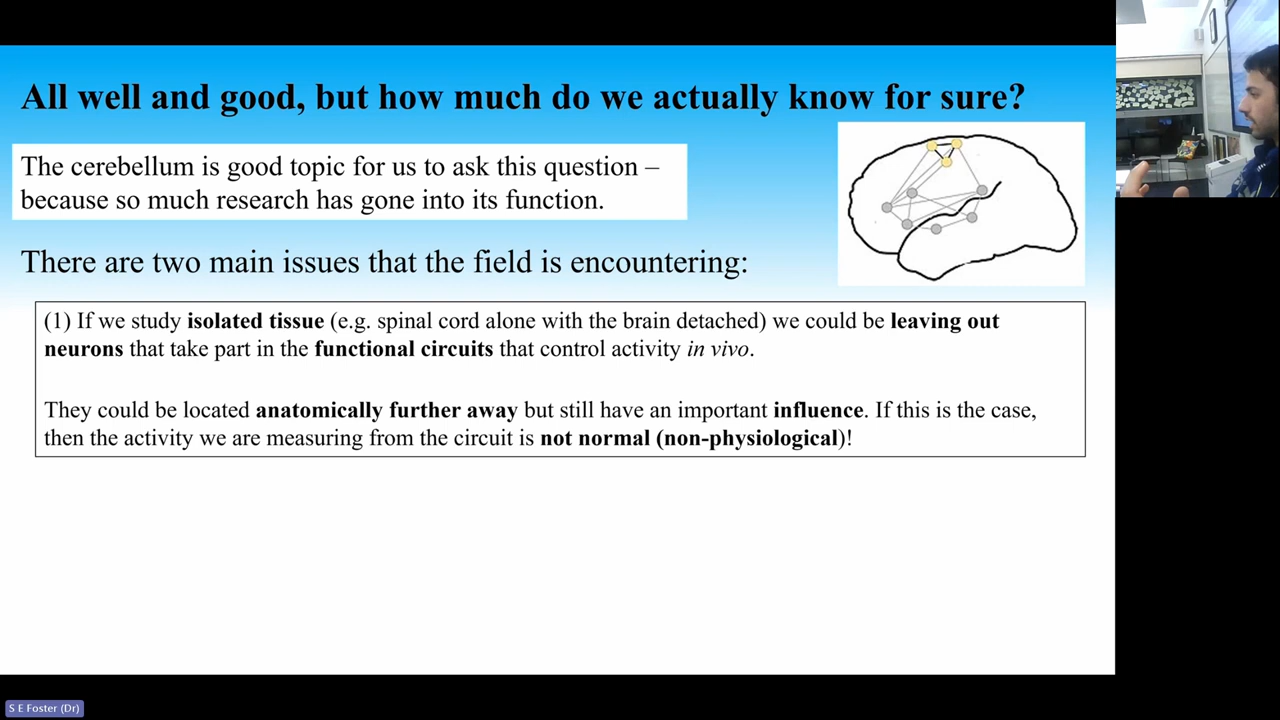 All well and good, but how much do we actually know for sure?
The cerebellum is good topic for us to ask this question –
because so much research has gone into its function.
There are two main issues that the field is encountering:
(1) If we study isolated tissue (e.g. spinal cord alone with the brain detached) we could be leaving out
neurons that take part in the functional circuits that control activity in vivo.
They could be located anatomically further away but still have an important influence. If this is the case,
then the activity we are measuring from the circuit is not normal (non-physiological)!
S E Foster (Dr)